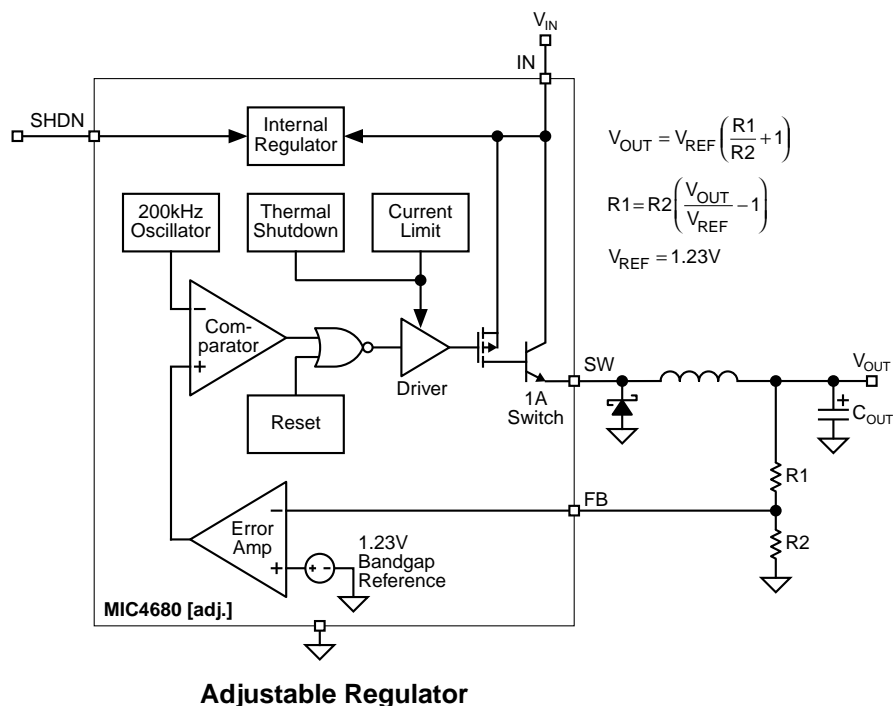 V_IN
IN
SHDN
Internal
Regulator
V_OUT = V_REF (R1/R2 + 1)
R1 = R2 (V_OUT/V_REF − 1)
V_REF = 1.23V
200kHz
Oscillator
Thermal
Shutdown
Current
Limit
−
Com-
parator
+
Driver
Reset
SW
1A
Switch
V_OUT
+
C_OUT
R1
FB
R2
−
Error
Amp
+
+ −
1.23V
Bandgap
Reference
MIC4680 [adj.]
Adjustable Regulator